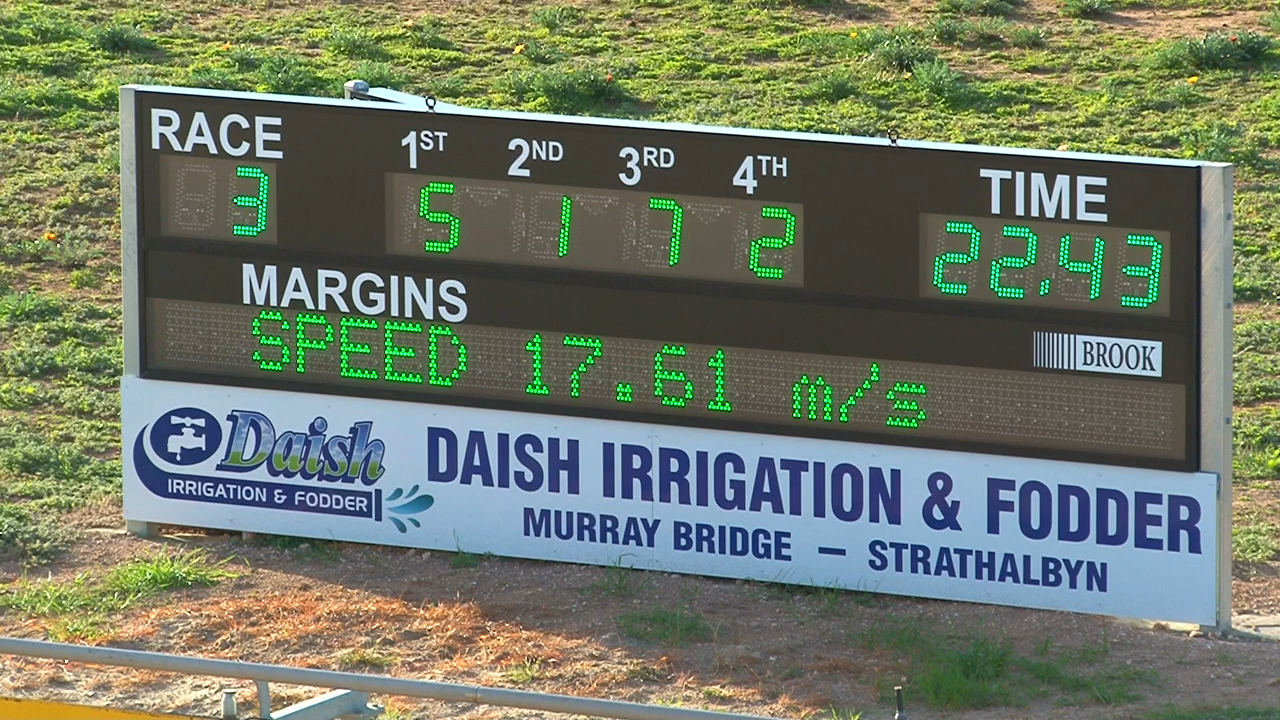 RACE 1ST 2ND 3RD 4TH TIME
3 5 1 7 2 22.43
MARGINS
BROOK
SPEED 17.61 m/s
Daish
IRRIGATION & FODDER
DAISH IRRIGATION & FODDER
MURRAY BRIDGE – STRATHALBYN